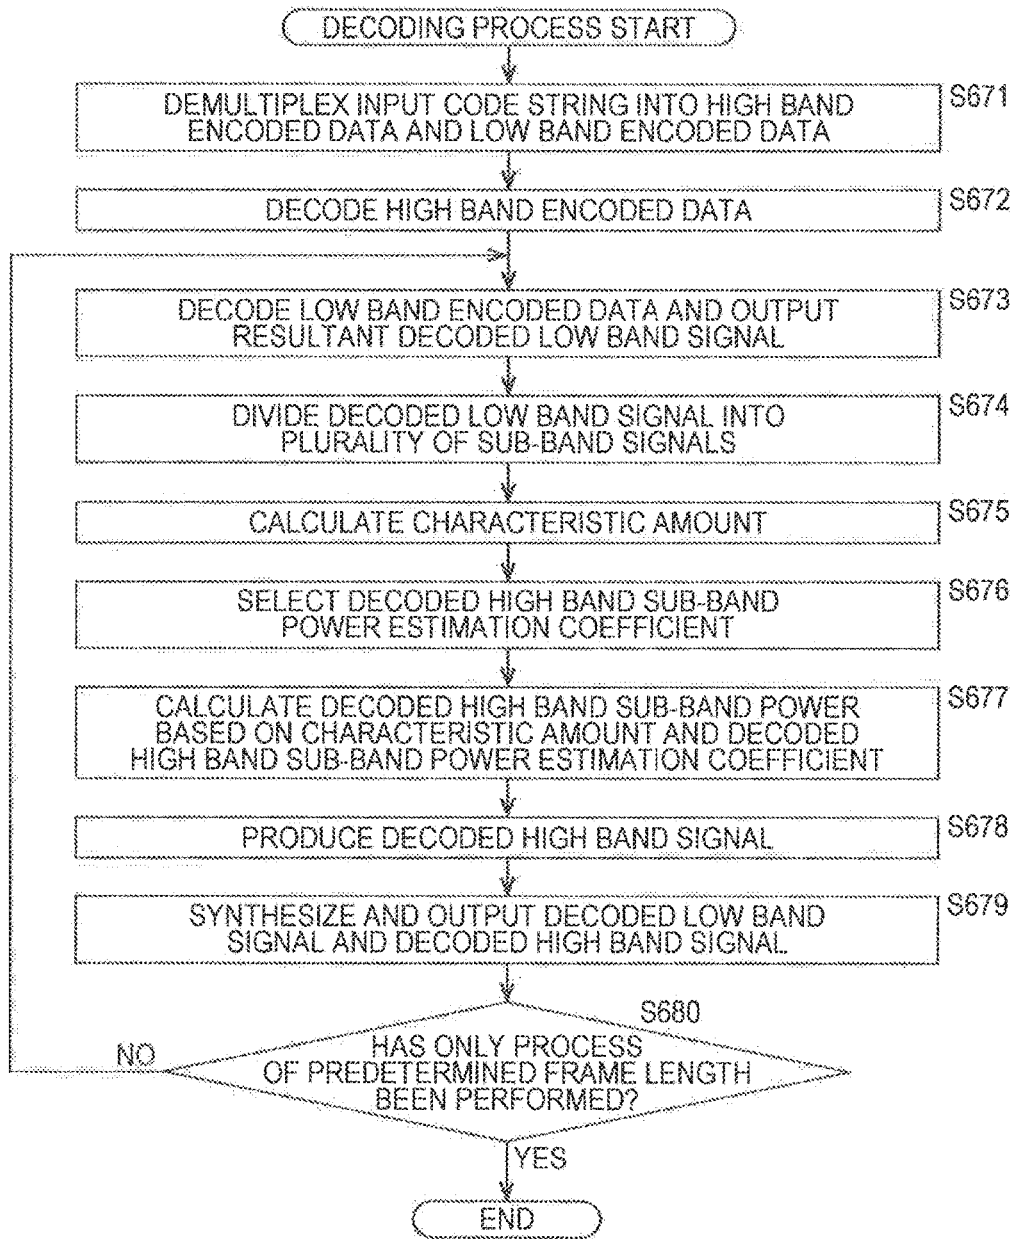 DECODING PROCESS START
S671
DEMULTIPLEX INPUT CODE STRING INTO HIGH BAND
ENCODED DATA AND LOW BAND ENCODED DATA
S672
DECODE HIGH BAND ENCODED DATA
S673
DECODE LOW BAND ENCODED DATA AND OUTPUT
RESULTANT DECODED LOW BAND SIGNAL
S674
DIVIDE DECODED LOW BAND SIGNAL INTO
PLURALITY OF SUB-BAND SIGNALS
S675
CALCULATE CHARACTERISTIC AMOUNT
S676
SELECT DECODED HIGH BAND SUB-BAND
POWER ESTIMATION COEFFICIENT
S677
CALCULATE DECODED HIGH BAND SUB-BAND POWER
BASED ON CHARACTERISTIC AMOUNT AND DECODED
HIGH BAND SUB-BAND POWER ESTIMATION COEFFICIENT
S678
PRODUCE DECODED HIGH BAND SIGNAL
S679
SYNTHESIZE AND OUTPUT DECODED LOW BAND
SIGNAL AND DECODED HIGH BAND SIGNAL
S680
HAS ONLY PROCESS
OF PREDETERMINED FRAME LENGTH
BEEN PERFORMED?
NO
YES
END